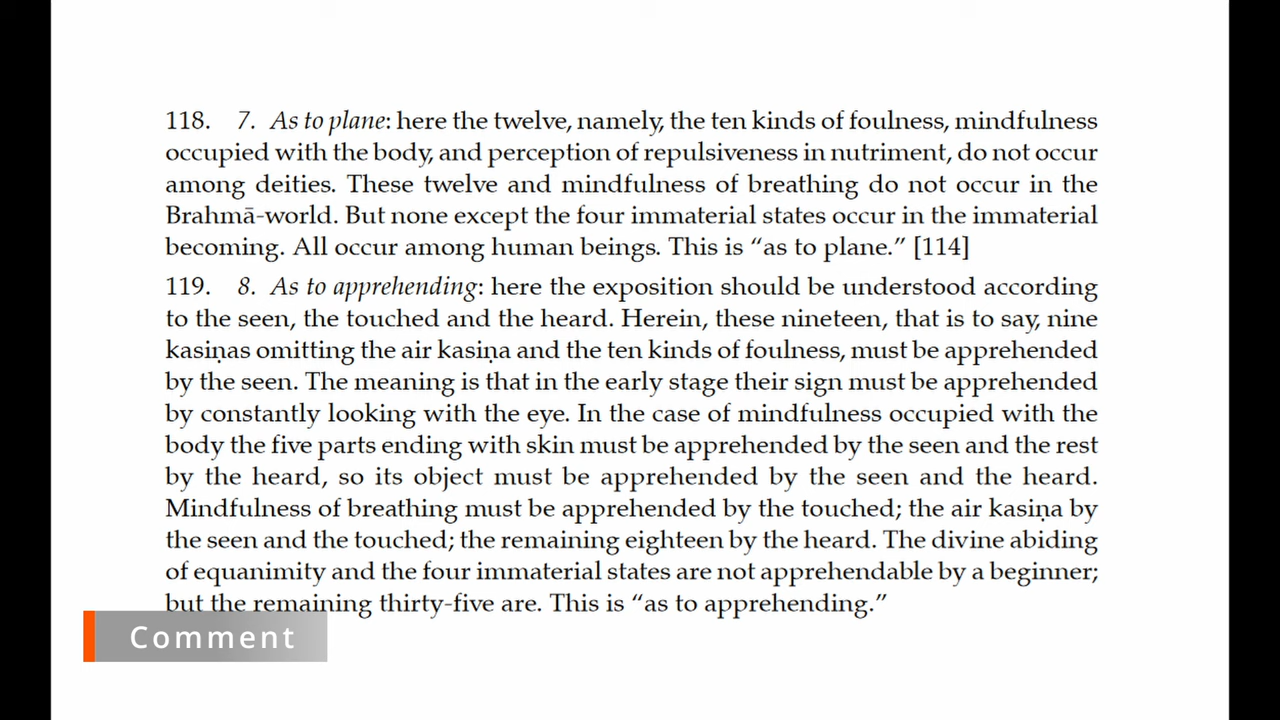 118. 7. As to plane: here the twelve, namely, the ten kinds of foulness, mindfulness
occupied with the body, and perception of repulsiveness in nutriment, do not occur
among deities. These twelve and mindfulness of breathing do not occur in the
Brahmā-world. But none except the four immaterial states occur in the immaterial
becoming. All occur among human beings. This is “as to plane.” [114]
119. 8. As to apprehending: here the exposition should be understood according
to the seen, the touched and the heard. Herein, these nineteen, that is to say, nine
kasiṇas omitting the air kasiṇa and the ten kinds of foulness, must be apprehended
by the seen. The meaning is that in the early stage their sign must be apprehended
by constantly looking with the eye. In the case of mindfulness occupied with the
body the five parts ending with skin must be apprehended by the seen and the rest
by the heard, so its object must be apprehended by the seen and the heard.
Mindfulness of breathing must be apprehended by the touched; the air kasiṇa by
the seen and the touched; the remaining eighteen by the heard. The divine abiding
of equanimity and the four immaterial states are not apprehendable by a beginner;
but the remaining thirty-five are. This is “as to apprehending.”
Comment